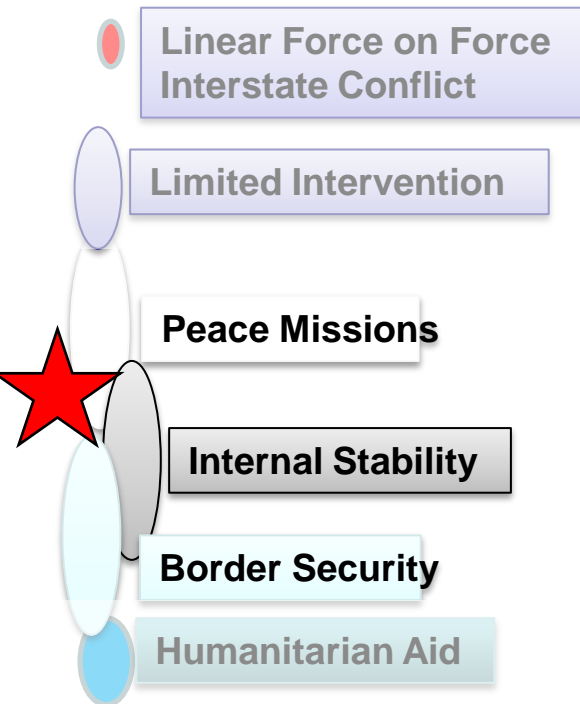 Linear Force on Force
Interstate Conflict
Limited Intervention
Peace Missions
Internal Stability
Border Security
Humanitarian Aid